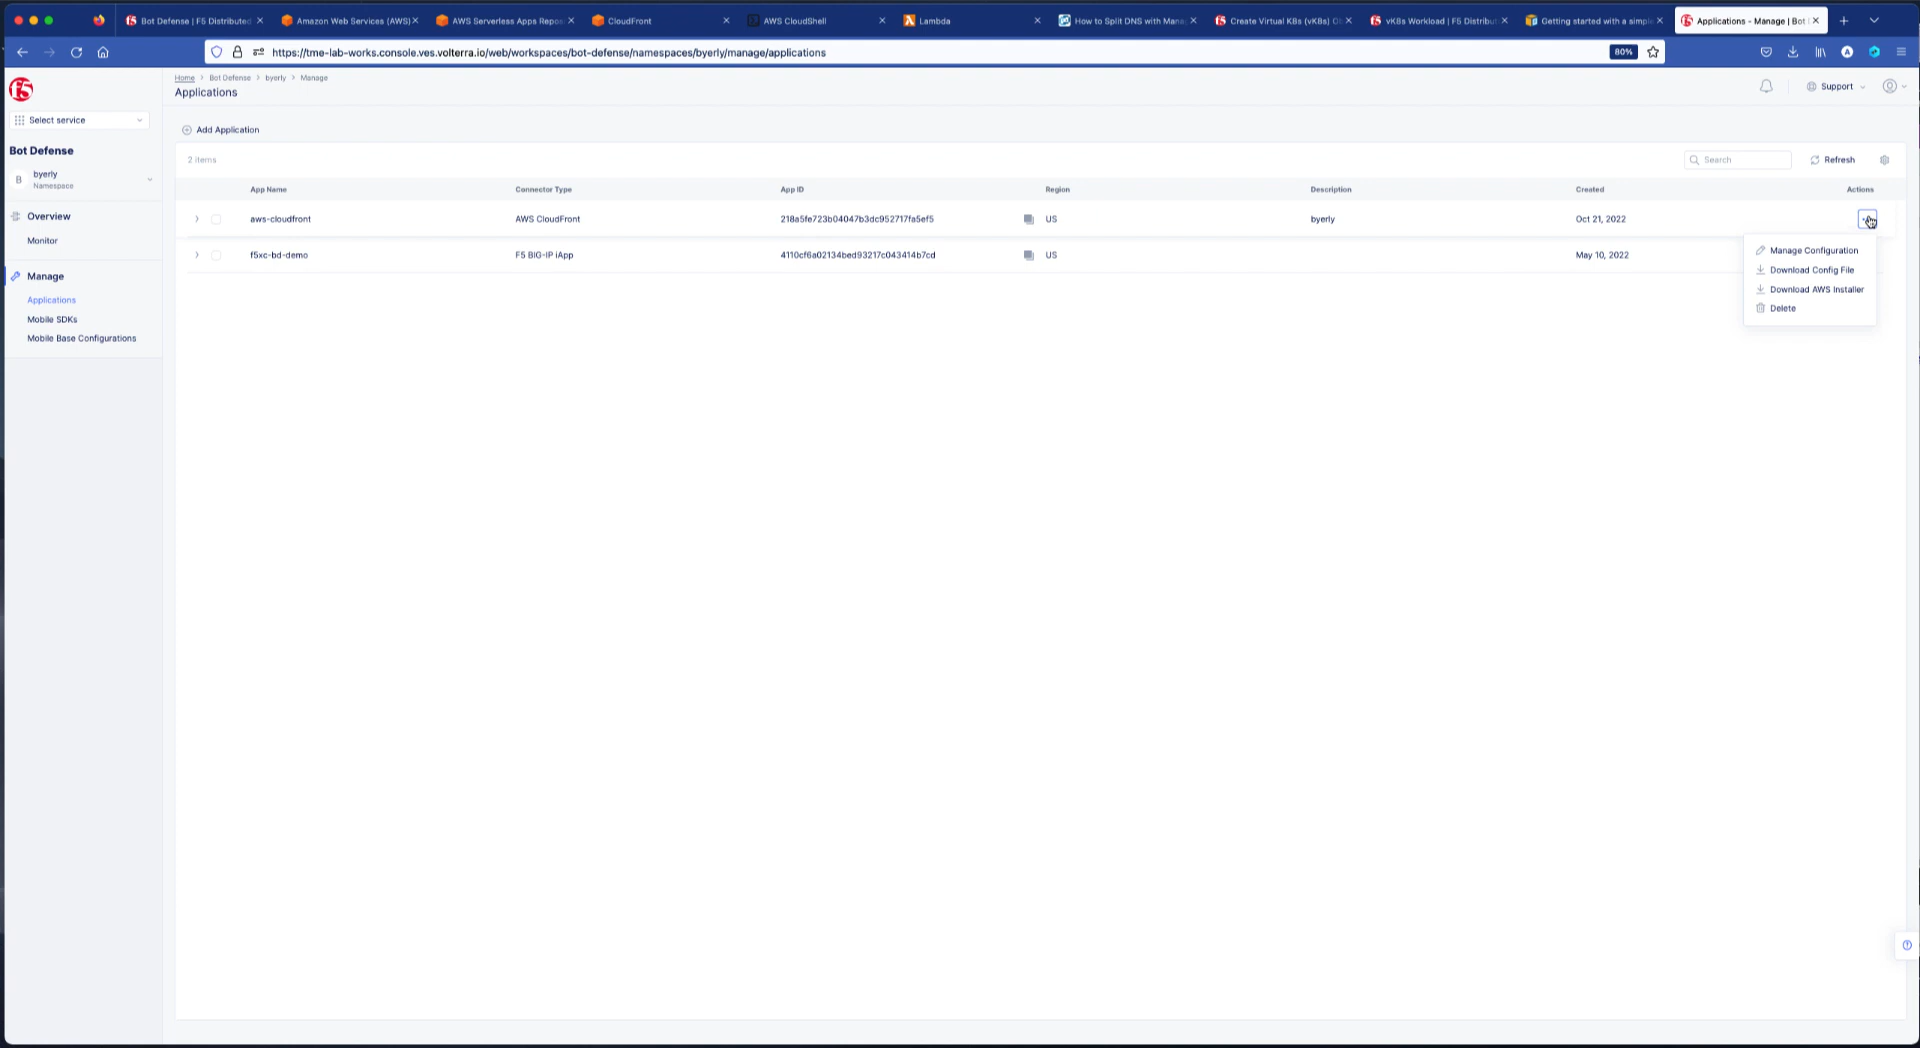 Bot Defense | F5 Distributed
Amazon Web Services (AWS)
AWS Serverless Apps Repos
CloudFront
AWS CloudShell
Lambda
How to Split DNS with Mana
Create Virtual K8s (vK8s) O
vK8s Workload | F5 Distribut
Getting started with a simple
Applications - Manage | Bot
https://tme-lab-works.console.ves.volterra.io/web/workspaces/bot-defense/namespaces/byerly/manage/applications
80%
Home > Bot Defense > byerly > Manage
Applications
Support
f5
Select service
Bot Defense
B
byerly
Namespace
Overview
Monitor
Manage
Applications
Mobile SDKs
Mobile Base Configurations
Add Application
2 items
Search
Refresh
App Name Connector Type App ID Region Description Created Actions
aws-cloudfront AWS CloudFront 218a5fe723b04047b3dc952717fa5ef5 US byerly Oct 21, 2022
f5xc-bd-demo F5 BIG-IP iApp 4110cf6a02134bed93217c043414b7cd US May 10, 2022
Manage Configuration
Download Config File
Download AWS Installer
Delete